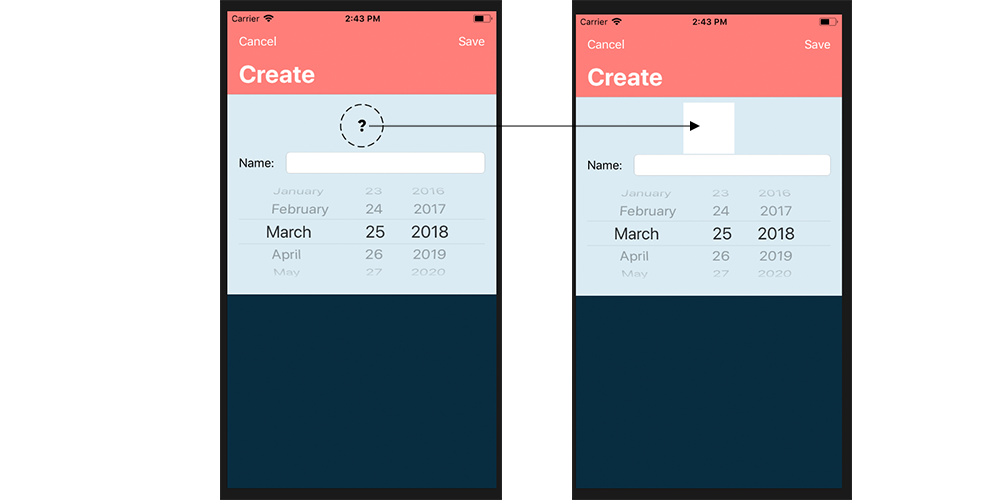 Carrier 2:43 PM
Cancel Save
Create
?
Name:
January 23 2016
February 24 2017
March 25 2018
April 26 2019
May 27 2020
Carrier 2:43 PM
Cancel Save
Create
Name:
January 23 2016
February 24 2017
March 25 2018
April 26 2019
May 27 2020